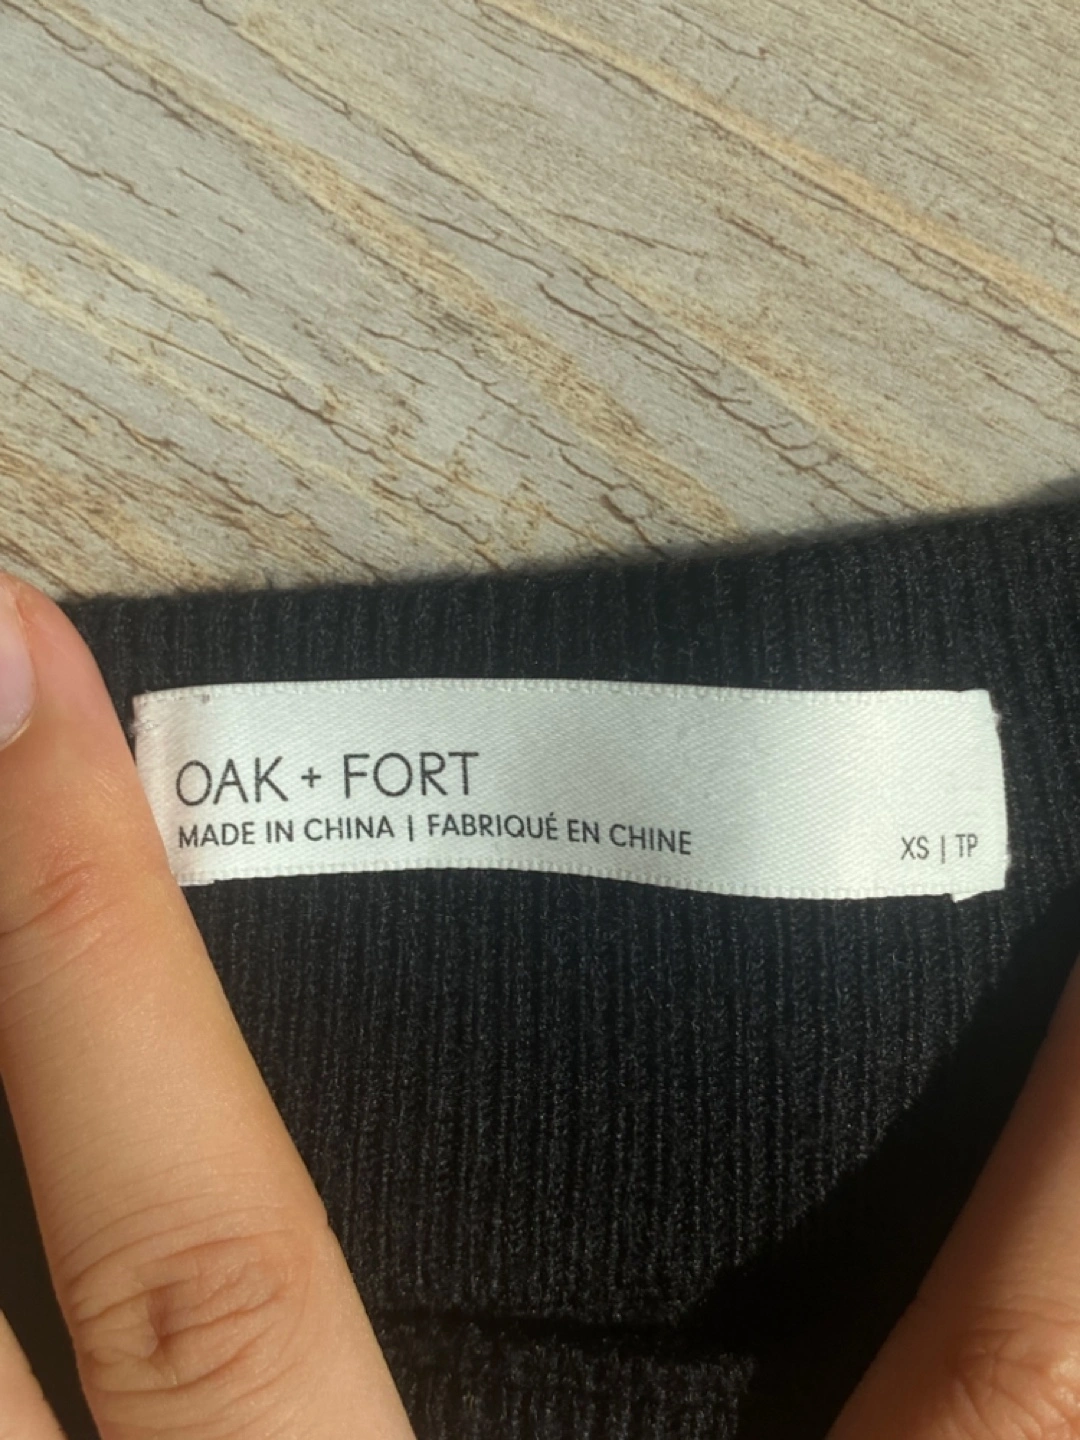 OAK + FORT
MADE IN CHINA | FABRIQUÉ EN CHINE
XS | TP